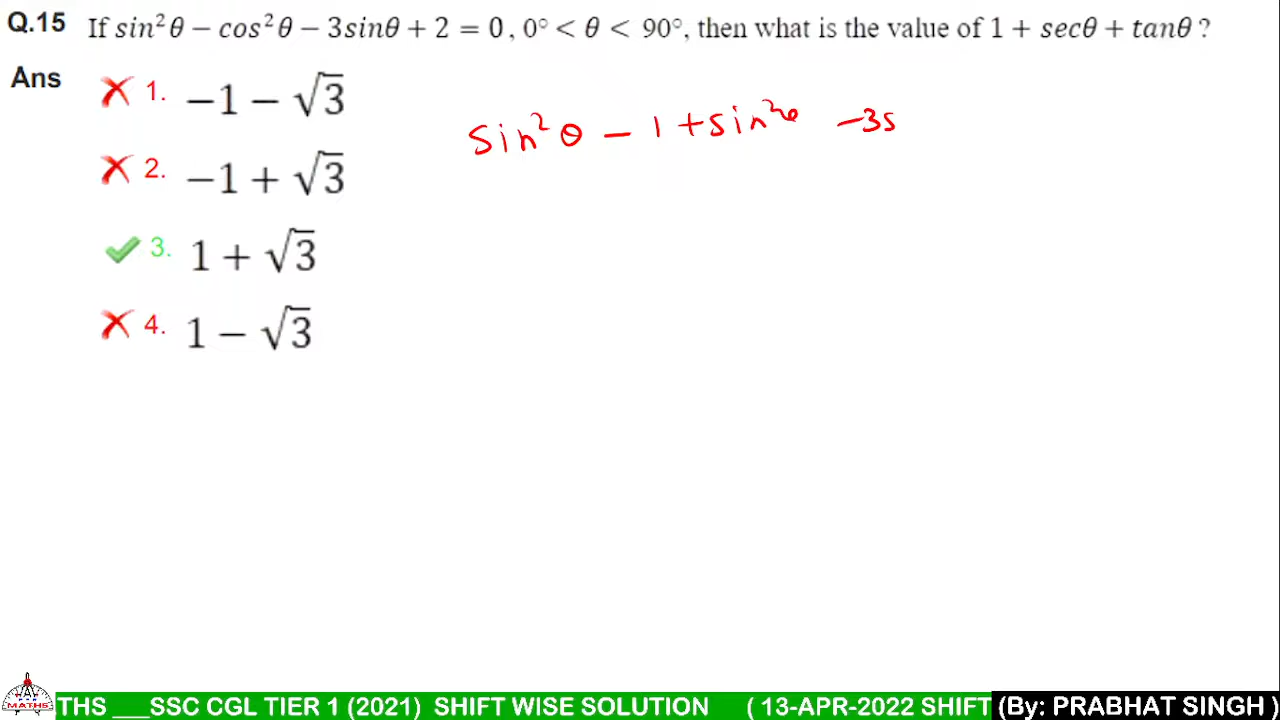 Q.15 If sin²θ − cos²θ − 3sinθ + 2 = 0, 0° < θ < 90°, then what is the value of 1 + secθ + tanθ ?
Ans
1. −1 − √3
sin²θ − 1 + sin²θ −3s
2. −1 + √3
3. 1 + √3
4. 1 − √3
MATHS
THS ___SSC CGL TIER 1 (2021) SHIFT WISE SOLUTION ( 13-APR-2022 SHIFT (By: PRABHAT SINGH )